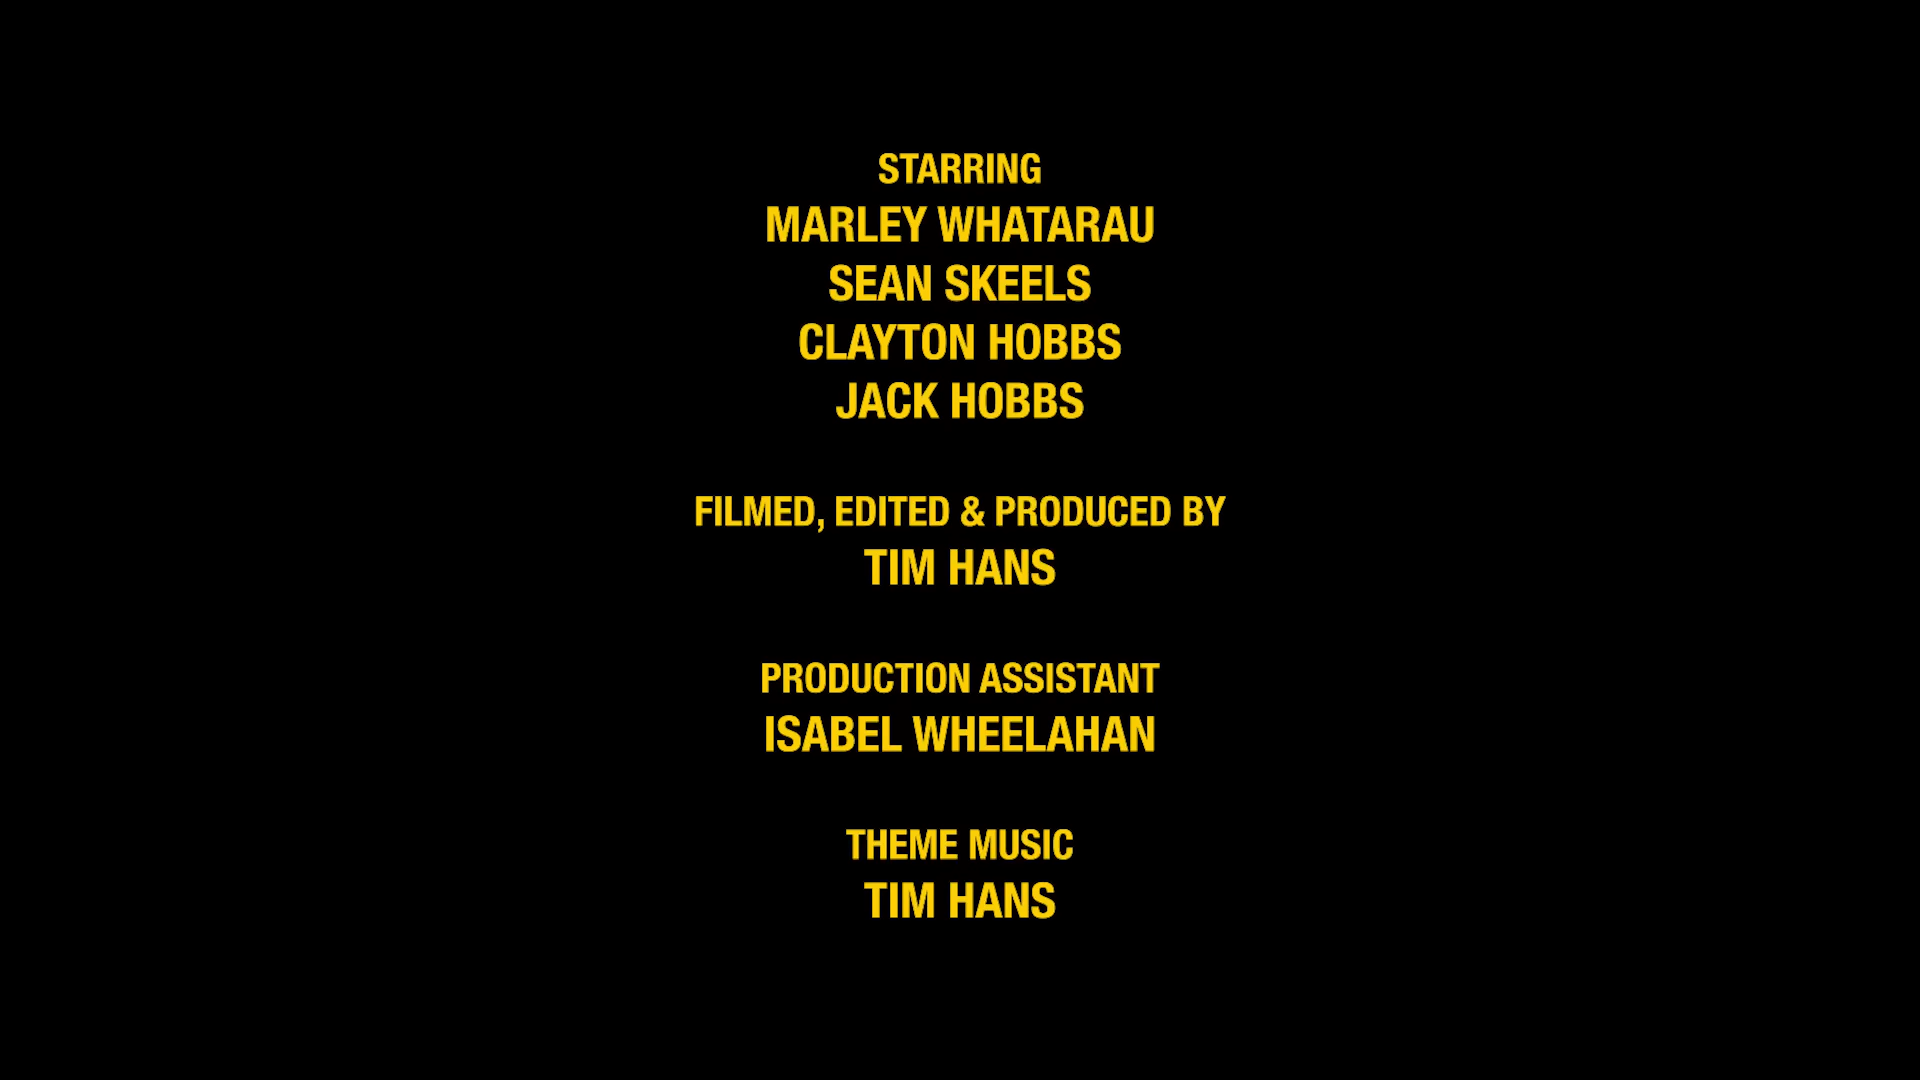 STARRING
MARLEY WHATARAU
SEAN SKEELS
CLAYTON HOBBS
JACK HOBBS
FILMED, EDITED & PRODUCED BY
TIM HANS
PRODUCTION ASSISTANT
ISABEL WHEELAHAN
THEME MUSIC
TIM HANS